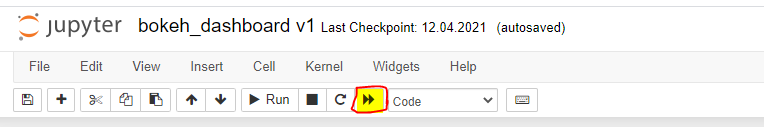 jupyter bokeh_dashboard v1 Last Checkpoint: 12.04.2021 (autosaved)
File Edit View Insert Cell Kernel Widgets Help
Run Code